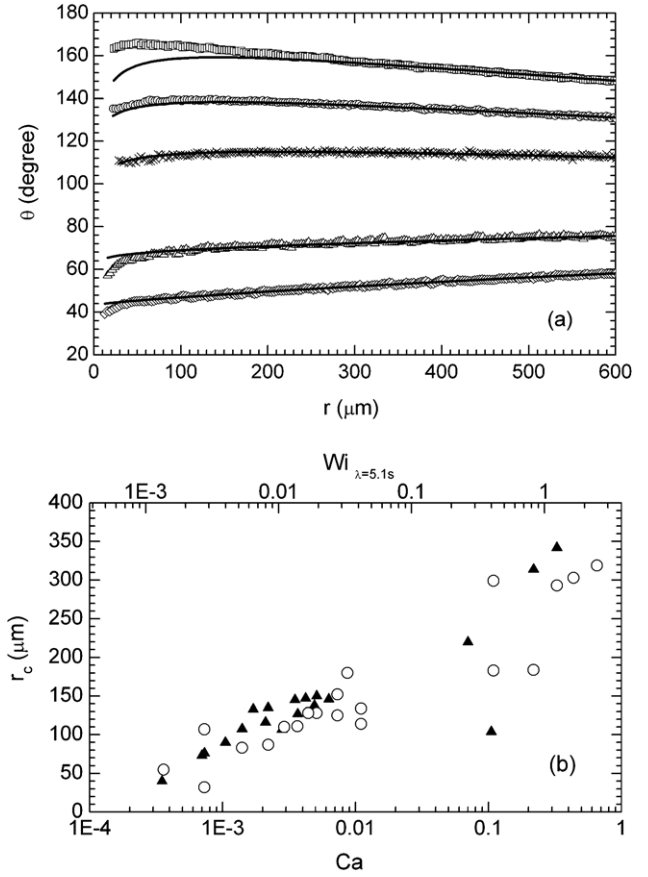 160
140
120
100
80
60
40
20
θ (degree)
(a)
0 100 200 300 400 500 600
r (μm)
Wi λ=5.1s
1E-3 0.01 0.1 1
400
350
300
250
200
150
100
50
0
r_c (μm)
(b)
1E-4 1E-3 0.01 0.1 1
Ca